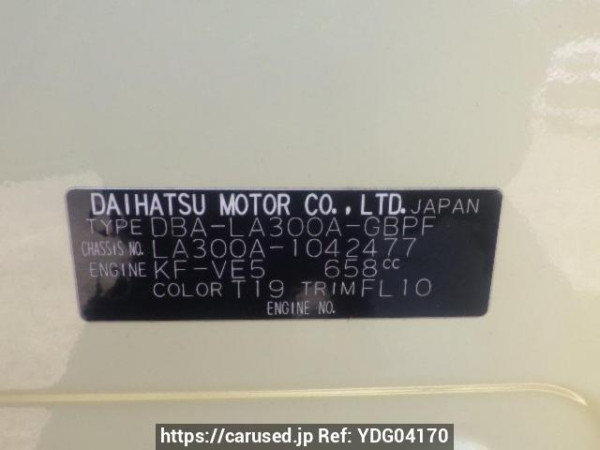 DAIHATSU MOTOR CO., LTD. JAPAN
TYPE DBA-LA300A-GBPF
CHASSIS NO. LA300A-1042477
ENGINE KF-VE5 658cc
COLOR T19 TRIM FL10
ENGINE NO.
https://carused.jp Ref: YDG04170